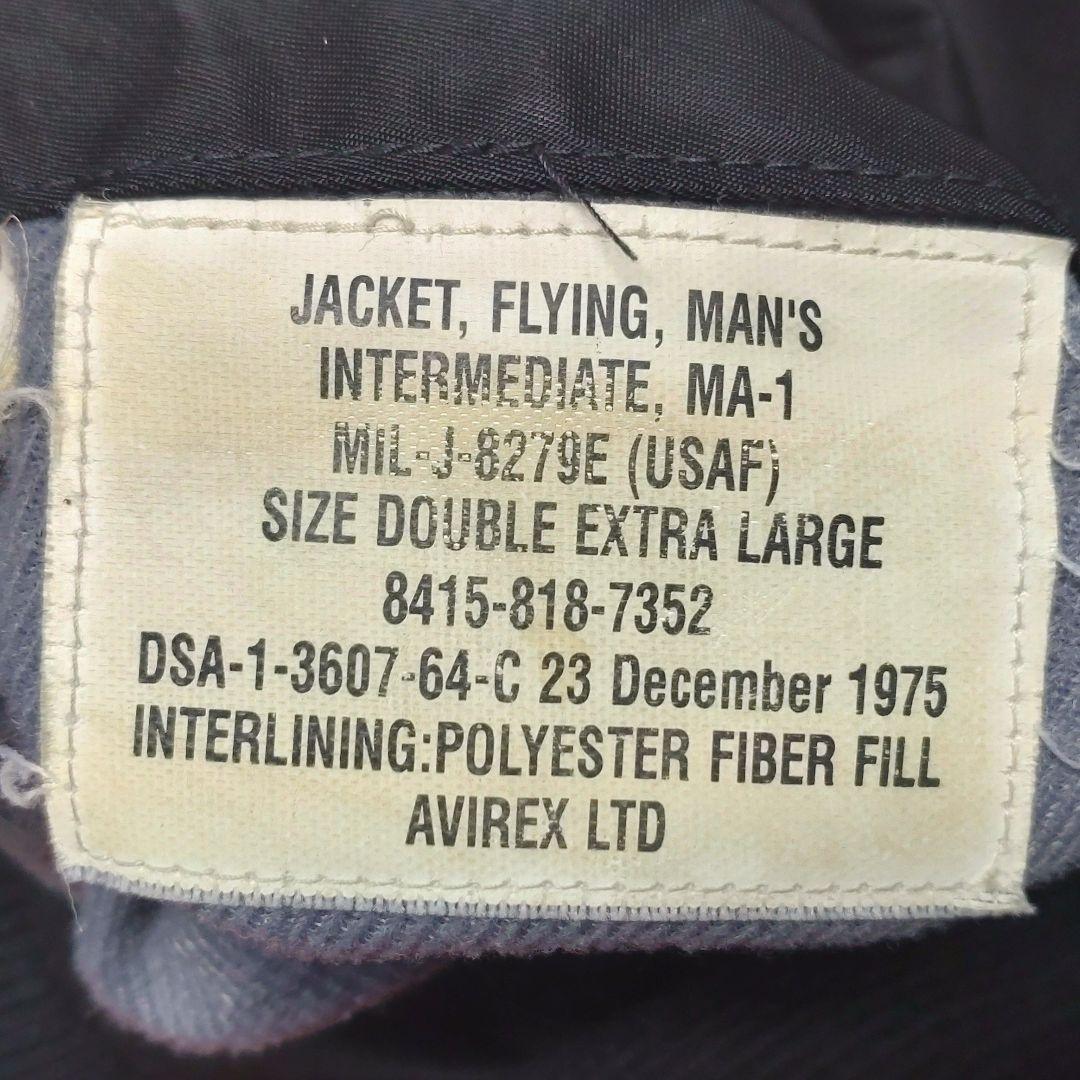 JACKET, FLYING, MAN'S
INTERMEDIATE, MA-1
MIL-J-8279E (USAF)
SIZE DOUBLE EXTRA LARGE
8415-818-7352
DSA-1-3607-64-C 23 December 1975
INTERLINING:POLYESTER FIBER FILL
AVIREX LTD